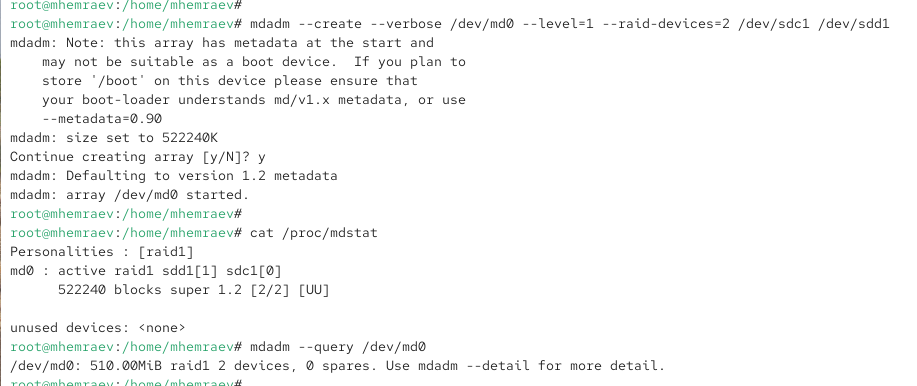 root@mhemraev:/home/mhemraev#
root@mhemraev:/home/mhemraev# mdadm --create --verbose /dev/md0 --level=1 --raid-devices=2 /dev/sdc1 /dev/sdd1
mdadm: Note: this array has metadata at the start and
    may not be suitable as a boot device.  If you plan to
    store '/boot' on this device please ensure that
    your boot-loader understands md/v1.x metadata, or use
    --metadata=0.90
mdadm: size set to 522240K
Continue creating array [y/N]? y
mdadm: Defaulting to version 1.2 metadata
mdadm: array /dev/md0 started.
root@mhemraev:/home/mhemraev#
root@mhemraev:/home/mhemraev# cat /proc/mdstat
Personalities : [raid1]
md0 : active raid1 sdd1[1] sdc1[0]
      522240 blocks super 1.2 [2/2] [UU]

unused devices: <none>
root@mhemraev:/home/mhemraev# mdadm --query /dev/md0
/dev/md0: 510.00MiB raid1 2 devices, 0 spares. Use mdadm --detail for more detail.
root@mhemraev:/home/mhemraev#